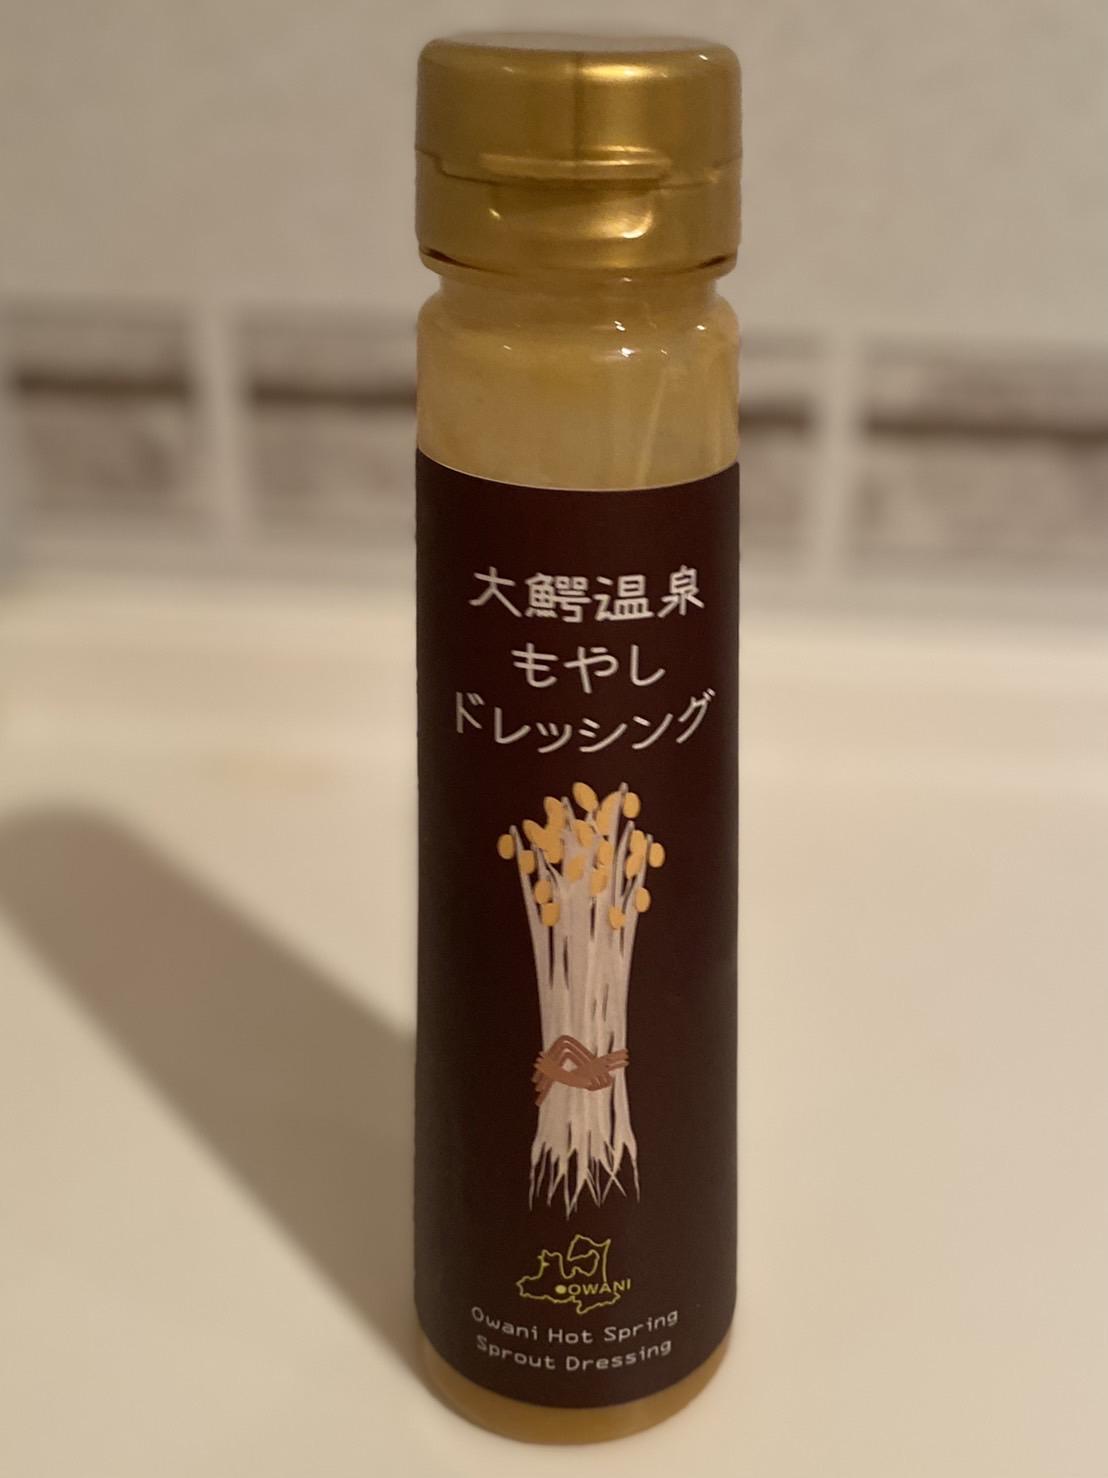 大鰐温泉
もやし
ドレッシング
OWANI
Owani Hot Spring
Sprout Dressing